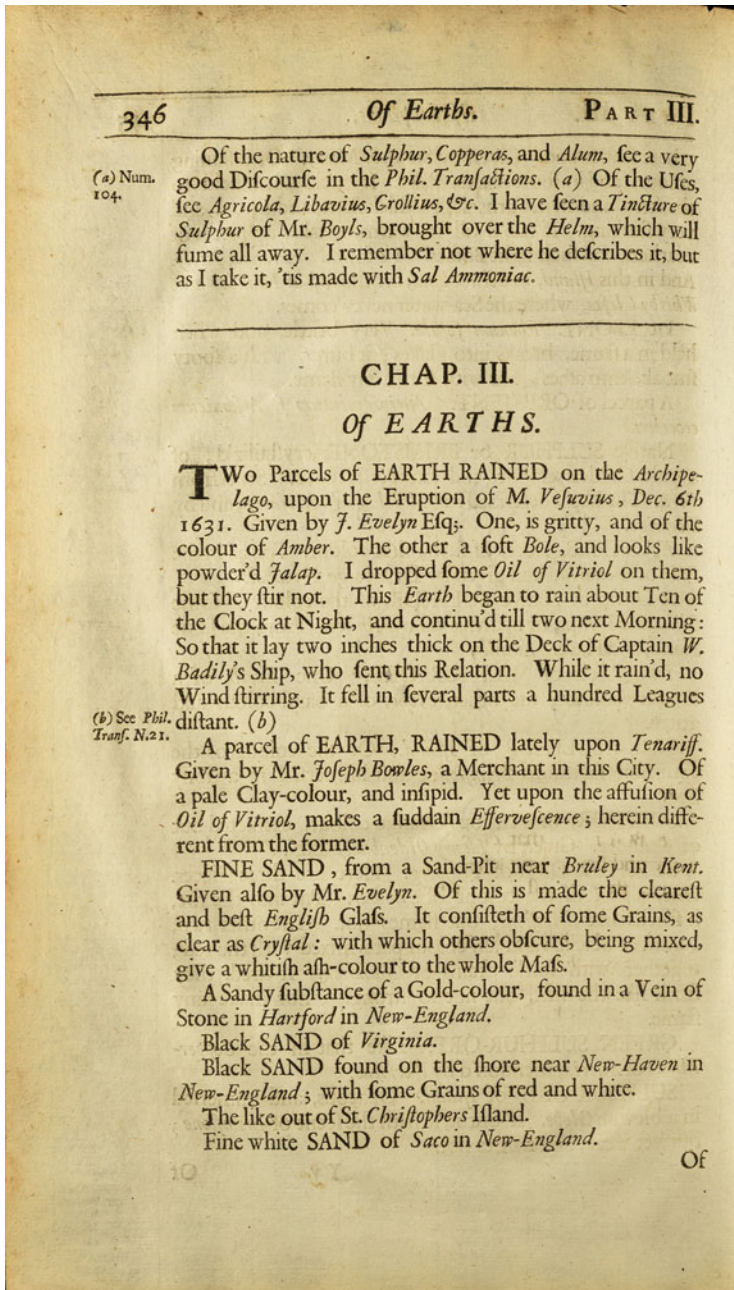 346 Of Earths. PART III.
Of the nature of Sulphur, Copperas, and Alum, ſee a very
(a) Num. good Diſcourſe in the Phil. Tranſactions. (a) Of the Uſes,
104. ſee Agricola, Libavius, Crollius, &c. I have ſeen a Tincture of
Sulphur of Mr. Boyls, brought over the Helm, which will
fume all away. I remember not where he deſcribes it, but
as I take it, 'tis made with Sal Ammoniac.
CHAP. III.
Of EARTHS.
TWo Parcels of EARTH RAINED on the Archipe-
lago, upon the Eruption of M. Veſuvius, Dec. 6th
1631. Given by J. Evelyn Eſq;. One, is gritty, and of the
colour of Amber. The other a ſoft Bole, and looks like
powder'd Jalap. I dropped ſome Oil of Vitriol on them,
but they ſtir not. This Earth began to rain about Ten of
the Clock at Night, and continu'd till two next Morning:
So that it lay two inches thick on the Deck of Captain W.
Badily's Ship, who ſent this Relation. While it rain'd, no
Wind ſtirring. It fell in ſeveral parts a hundred Leagues
(b) See Phil. diſtant. (b)
Tranſ. N.21.
A parcel of EARTH, RAINED lately upon Tenariff.
Given by Mr. Joſeph Bowles, a Merchant in this City. Of
a pale Clay-colour, and inſipid. Yet upon the affuſion of
Oil of Vitriol, makes a ſuddain Efferveſcence; herein diffe-
rent from the former.
FINE SAND, from a Sand-Pit near Bruley in Kent.
Given alſo by Mr. Evelyn. Of this is made the cleareſt
and beſt Engliſh Glaſs. It conſiſteth of ſome Grains, as
clear as Cryſtal: with which others obſcure, being mixed,
give a whitiſh aſh-colour to the whole Maſs.
A Sandy ſubſtance of a Gold-colour, found in a Vein of
Stone in Hartford in New-England.
Black SAND of Virginia.
Black SAND found on the ſhore near New-Haven in
New-England; with ſome Grains of red and white.
The like out of St. Chriſtophers Iſland.
Fine white SAND of Saco in New-England.
Of